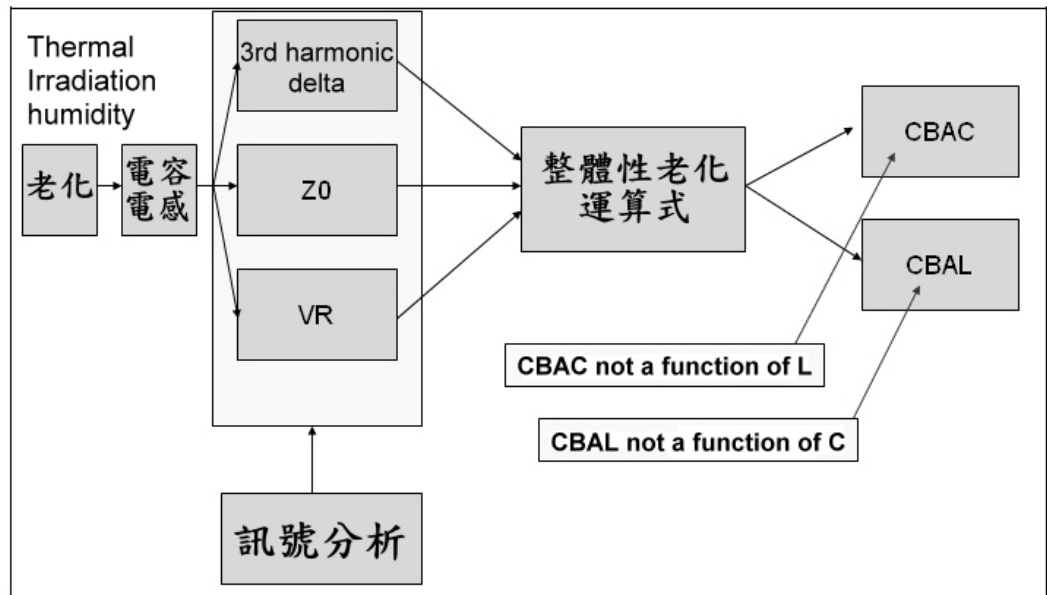 Thermal
Irradiation
humidity
老化
電容
電感
3rd harmonic
delta
Z0
VR
整體性老化
運算式
CBAC
CBAL
CBAC not a function of L
CBAL not a function of C
訊號分析